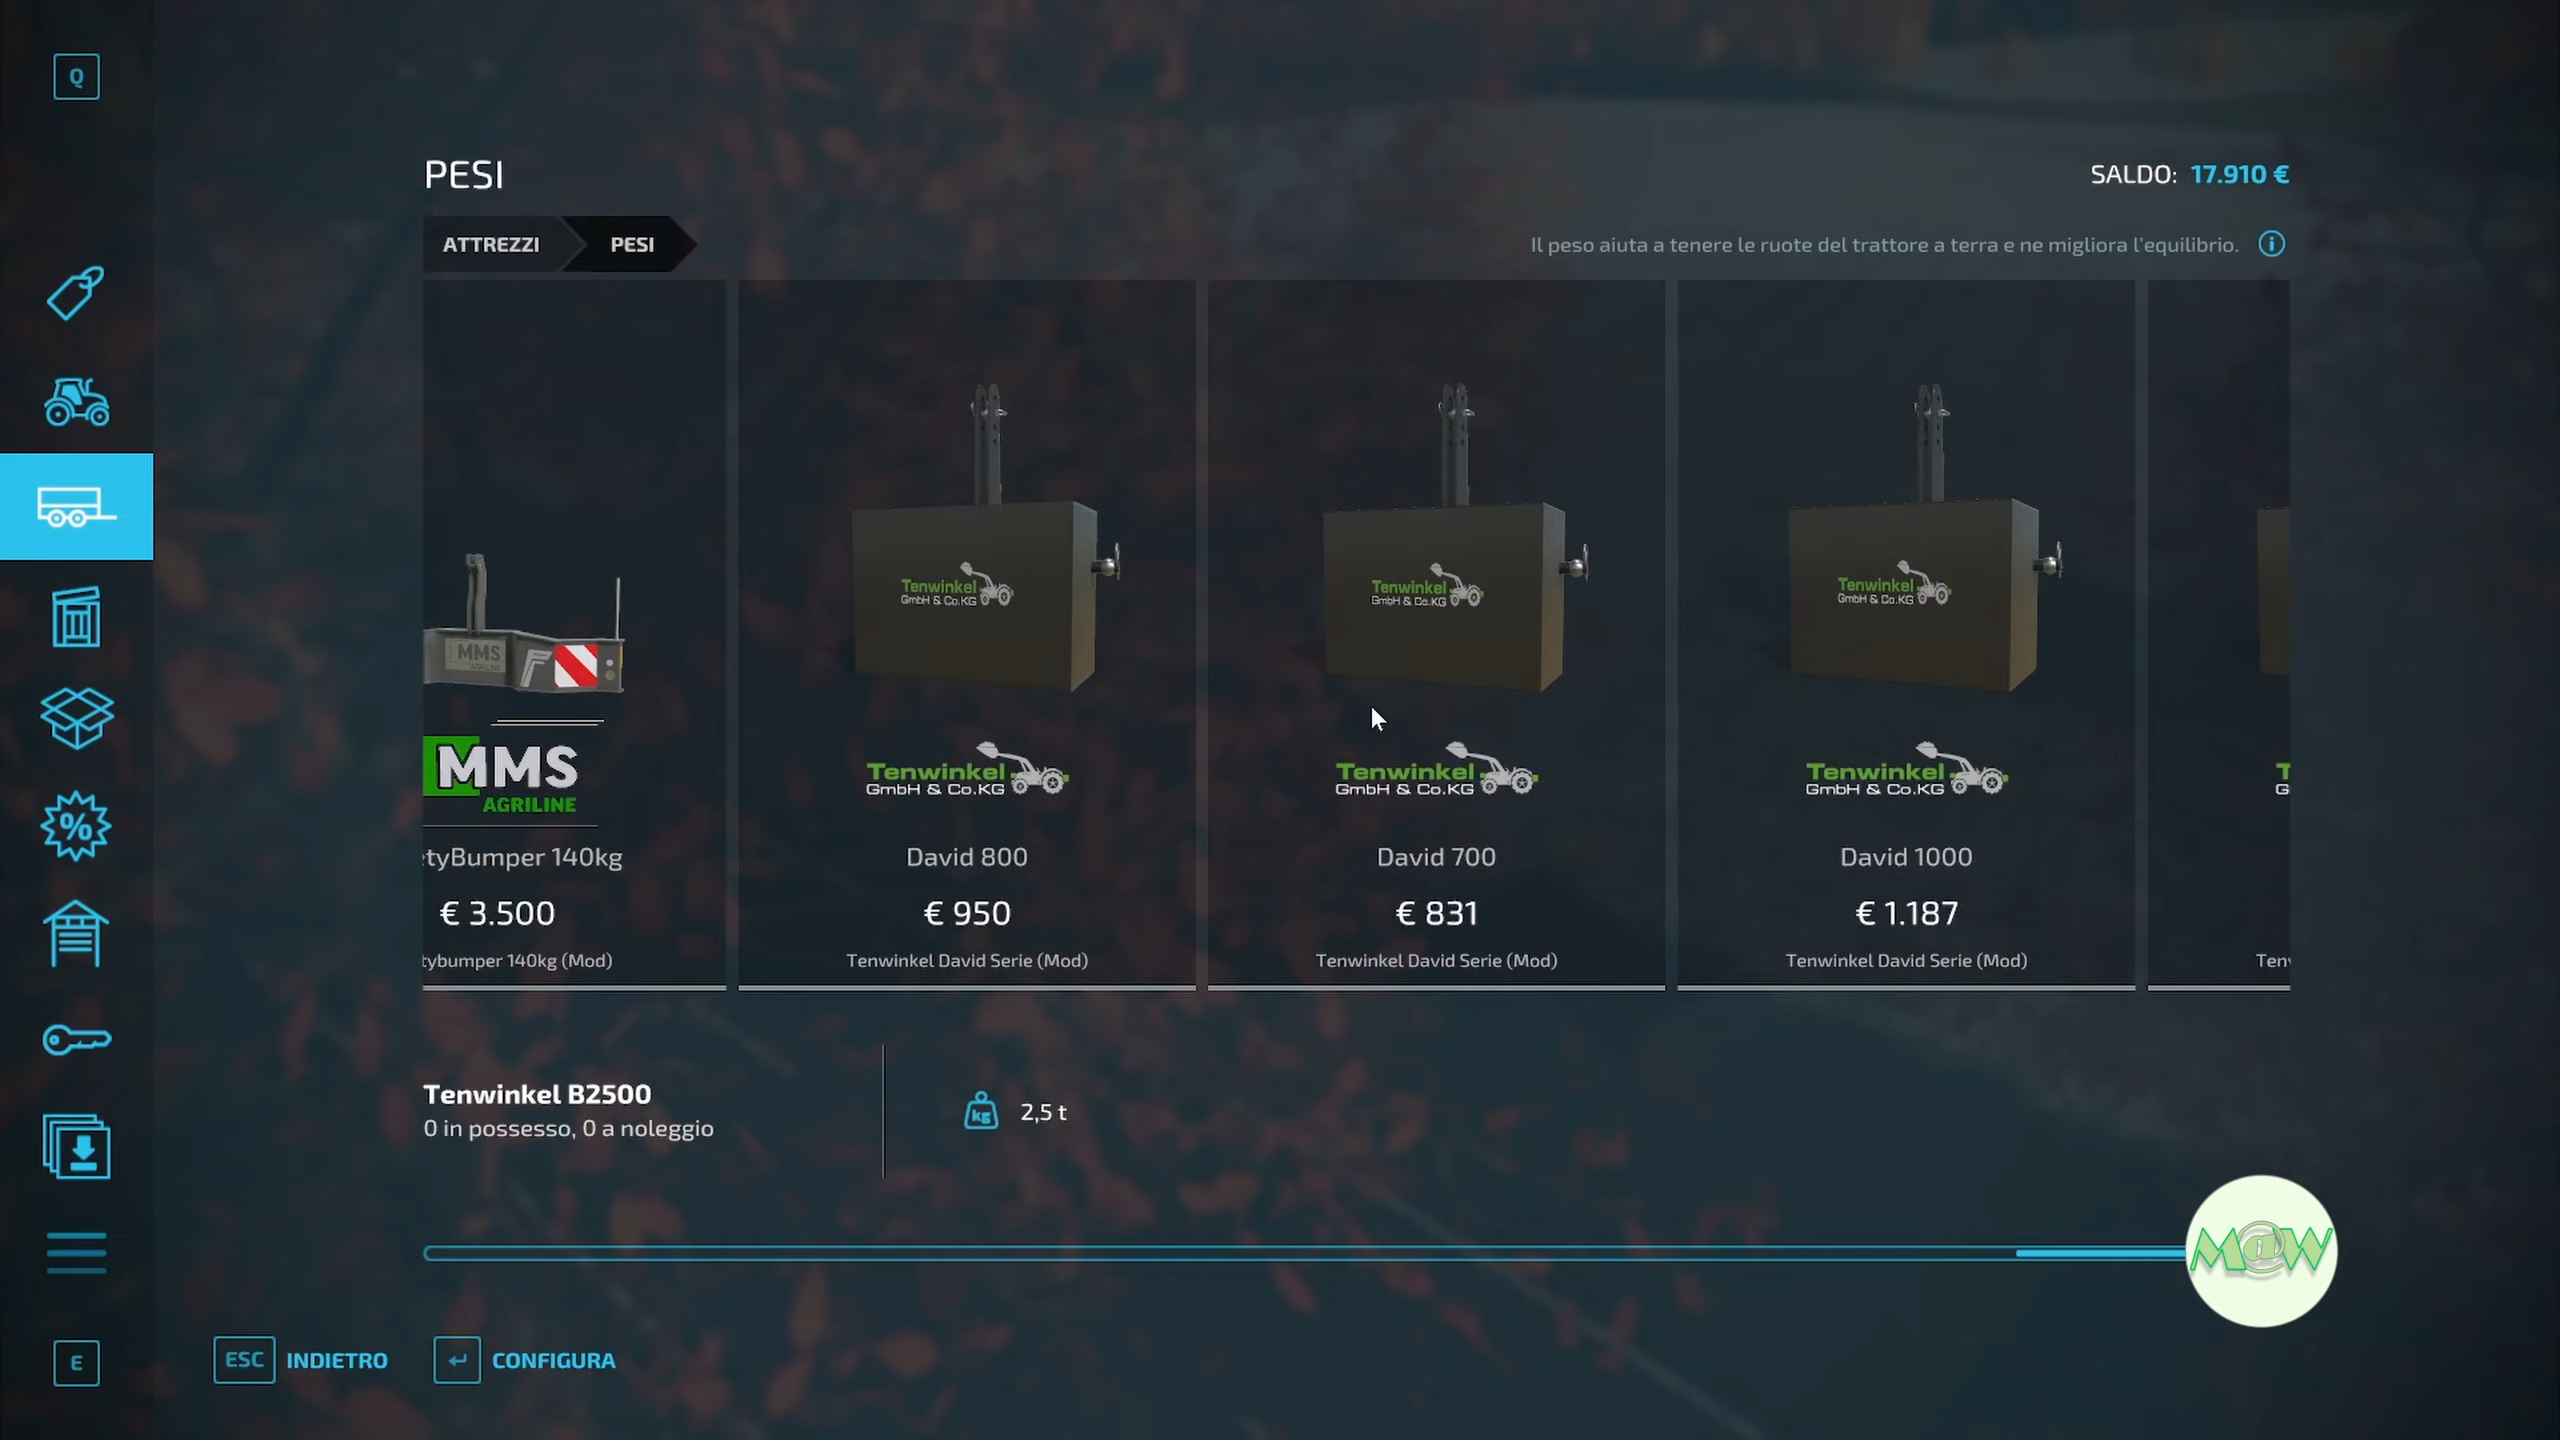 Q
PESI
SALDO: 17.910 €
ATTREZZI
PESI
Il peso aiuta a tenere le ruote del trattore a terra e ne migliora l'equilibrio.
MMS
MMS
AGRILINE
tyBumper 140kg
€ 3.500
tybumper 140kg (Mod)
Tenwinkel
GmbH & Co.KG
Tenwinkel
GmbH & Co.KG
David 800
€ 950
Tenwinkel David Serie (Mod)
Tenwinkel
GmbH & Co.KG
Tenwinkel
GmbH & Co.KG
David 700
€ 831
Tenwinkel David Serie (Mod)
Tenwinkel
GmbH & Co.KG
Tenwinkel
GmbH & Co.KG
David 1000
€ 1.187
Tenwinkel David Serie (Mod)
T
G
Ten
Tenwinkel B2500
0 in possesso, 0 a noleggio
kg
2,5 t
M@W
E
ESC INDIETRO
CONFIGURA